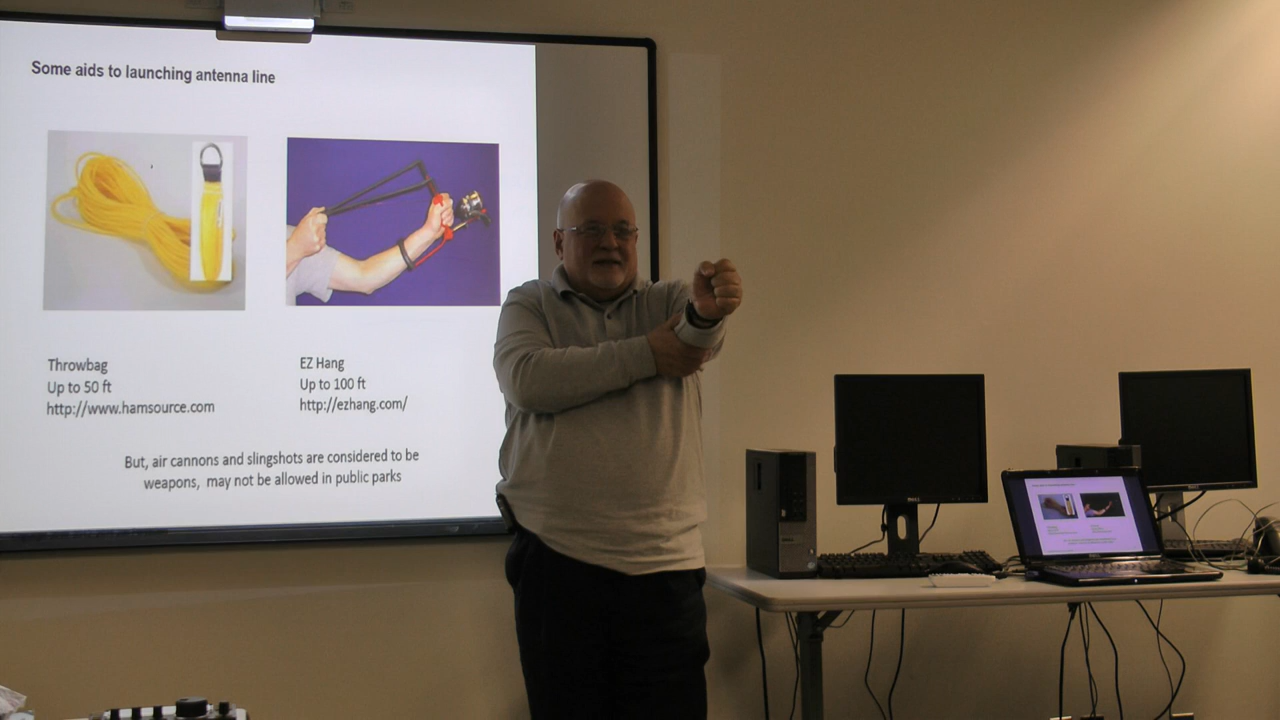 Some aids to launching antenna line
Throwbag
Up to 50 ft
http://www.hamsource.com
EZ Hang
Up to 100 ft
http://ezhang.com/
But, air cannons and slingshots are considered to be
weapons, may not be allowed in public parks
DELL
DELL